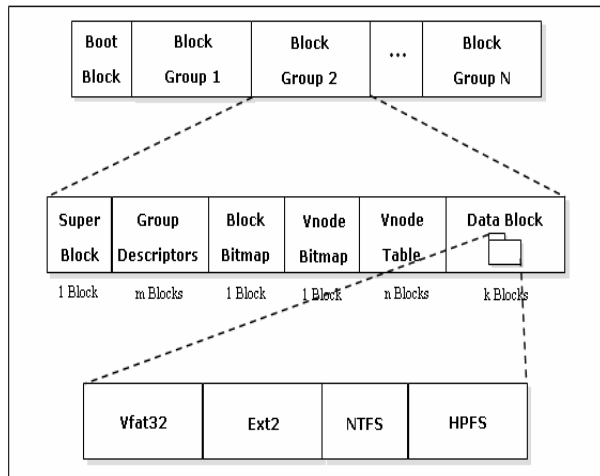 Boot Block Block ... Block
Block Group 1 Group 2 Group N
Super Group Block Vnode Vnode Data Block
Block Descriptors Bitmap Bitmap Table
1 Block m Blocks 1 Block 1 Block n Blocks k Blocks
Vfat32 Ext2 NTFS HPFS